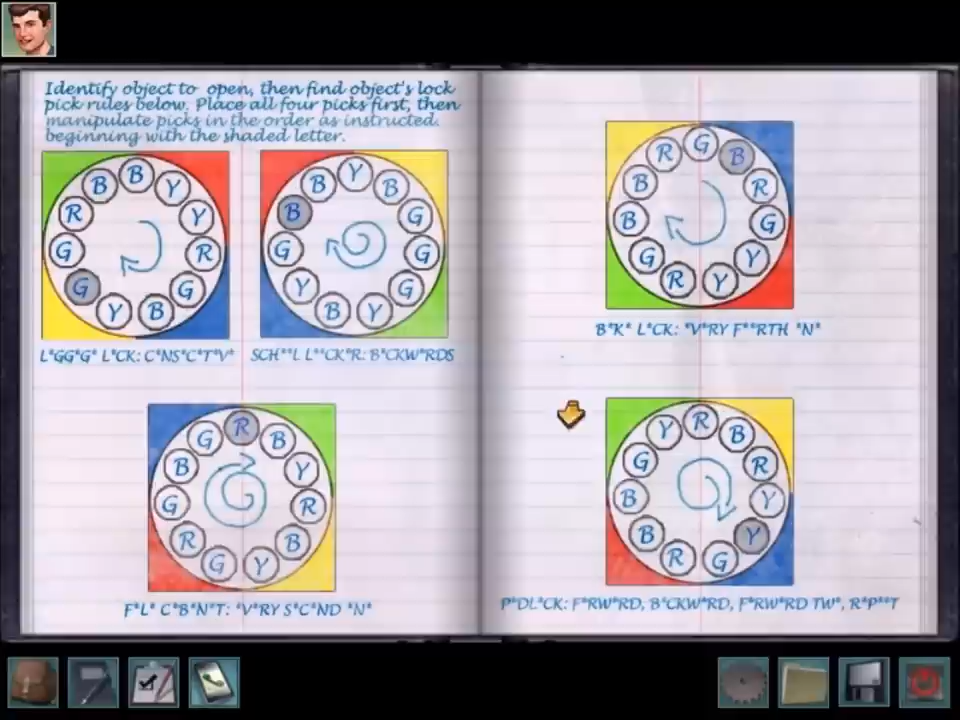 Identify object to open, then find object's lock
pick rules below. Place all four picks first, then
manipulate picks in the order as instructed.
beginning with the shaded letter.
B
Y
Y
R
G
B
Y
G
G
R
B
L*GG*G* L*CK: C*NS*C*T*V*
Y
B
G
G
G
Y
B
Y
G
B
B
SCH**L L**CK*R: B*CKW*RDS
R
B
Y
R
B
Y
G
R
G
B
G
F*L* C*B*N*T: *V*RY S*C*ND *N*
G
B
R
G
Y
Y
R
G
B
B
R
B*K* L*CK: *V*RY F**RTH *N*
R
B
R
Y
Y
G
R
B
B
G
Y
P*DL*CK: F*RW*RD, B*CKW*RD, F*RW*RD TW*, R*P**T